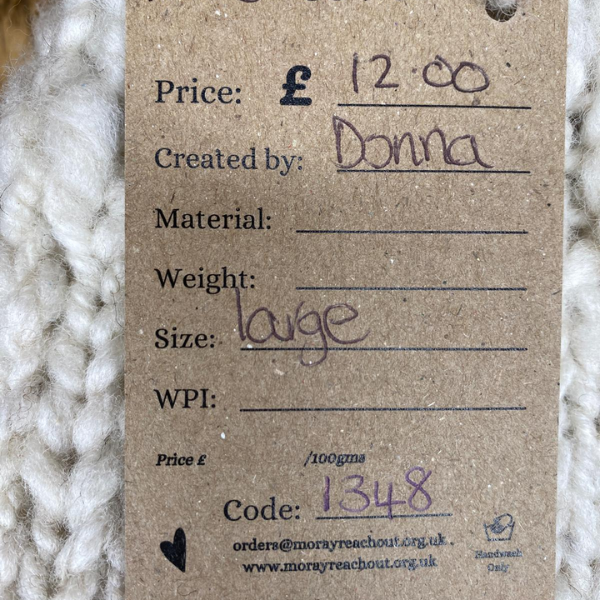 Price: £ 12.00
Created by: Donna
Material:
Weight:
Size: large
WPI:
Price £ /100gms
Code: 1348
orders@morayreachout.org.uk
www.morayreachout.org.uk
Handwash
Only